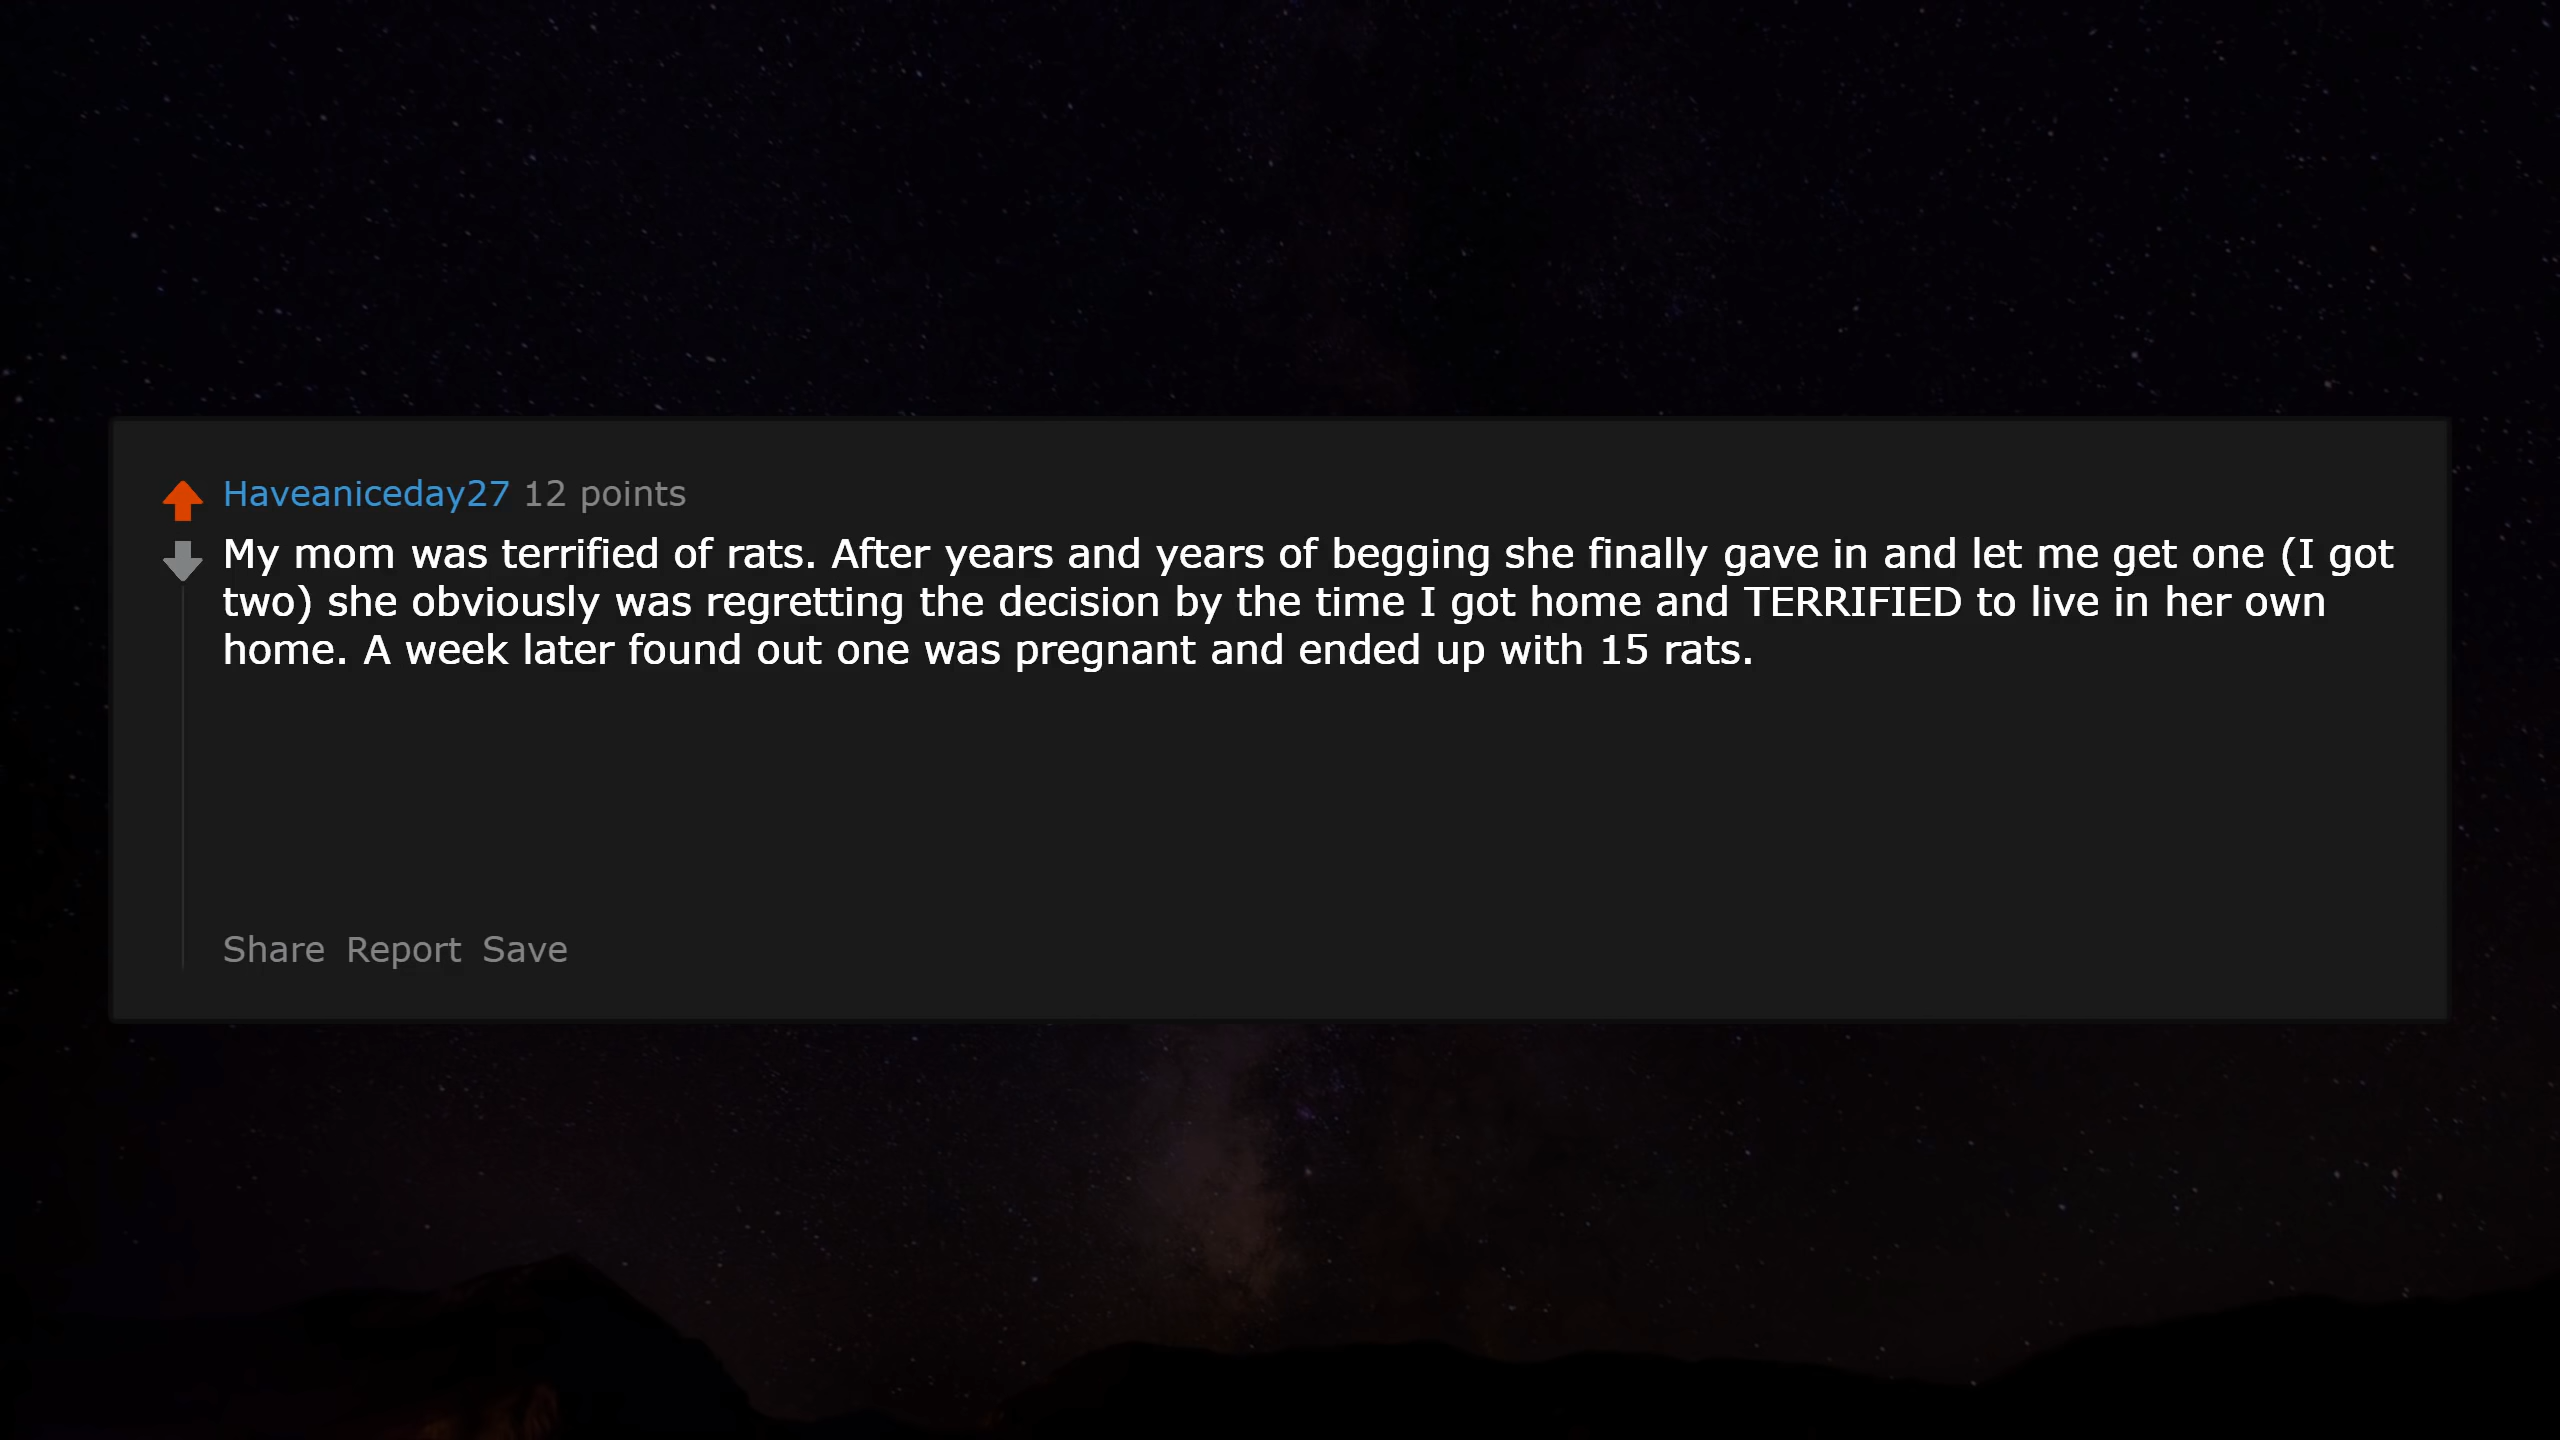 Haveaniceday27 12 points
My mom was terrified of rats. After years and years of begging she finally gave in and let me get one (I got
two) she obviously was regretting the decision by the time I got home and TERRIFIED to live in her own
home. A week later found out one was pregnant and ended up with 15 rats.
Share Report Save